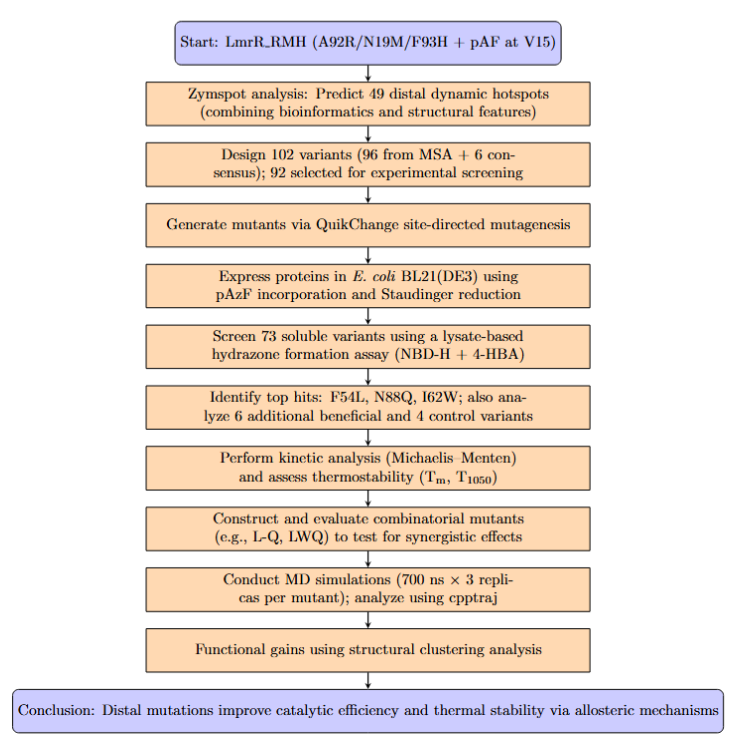 Start: LmrR_RMH (A92R/N19M/F93H + pAF at V15)
Zymspot analysis: Predict 49 distal dynamic hotspots
(combining bioinformatics and structural features)
Design 102 variants (96 from MSA + 6 con-
sensus); 92 selected for experimental screening
Generate mutants via QuikChange site-directed mutagenesis
Express proteins in E. coli BL21(DE3) using
pAzF incorporation and Staudinger reduction
Screen 73 soluble variants using a lysate-based
hydrazone formation assay (NBD-H + 4-HBA)
Identify top hits: F54L, N88Q, I62W; also ana-
lyze 6 additional beneficial and 4 control variants
Perform kinetic analysis (Michaelis–Menten)
and assess thermostability (Tm, T1050)
Construct and evaluate combinatorial mutants
(e.g., L-Q, LWQ) to test for synergistic effects
Conduct MD simulations (700 ns × 3 repli-
cas per mutant); analyze using cpptraj
Functional gains using structural clustering analysis
Conclusion: Distal mutations improve catalytic efficiency and thermal stability via allosteric mechanisms